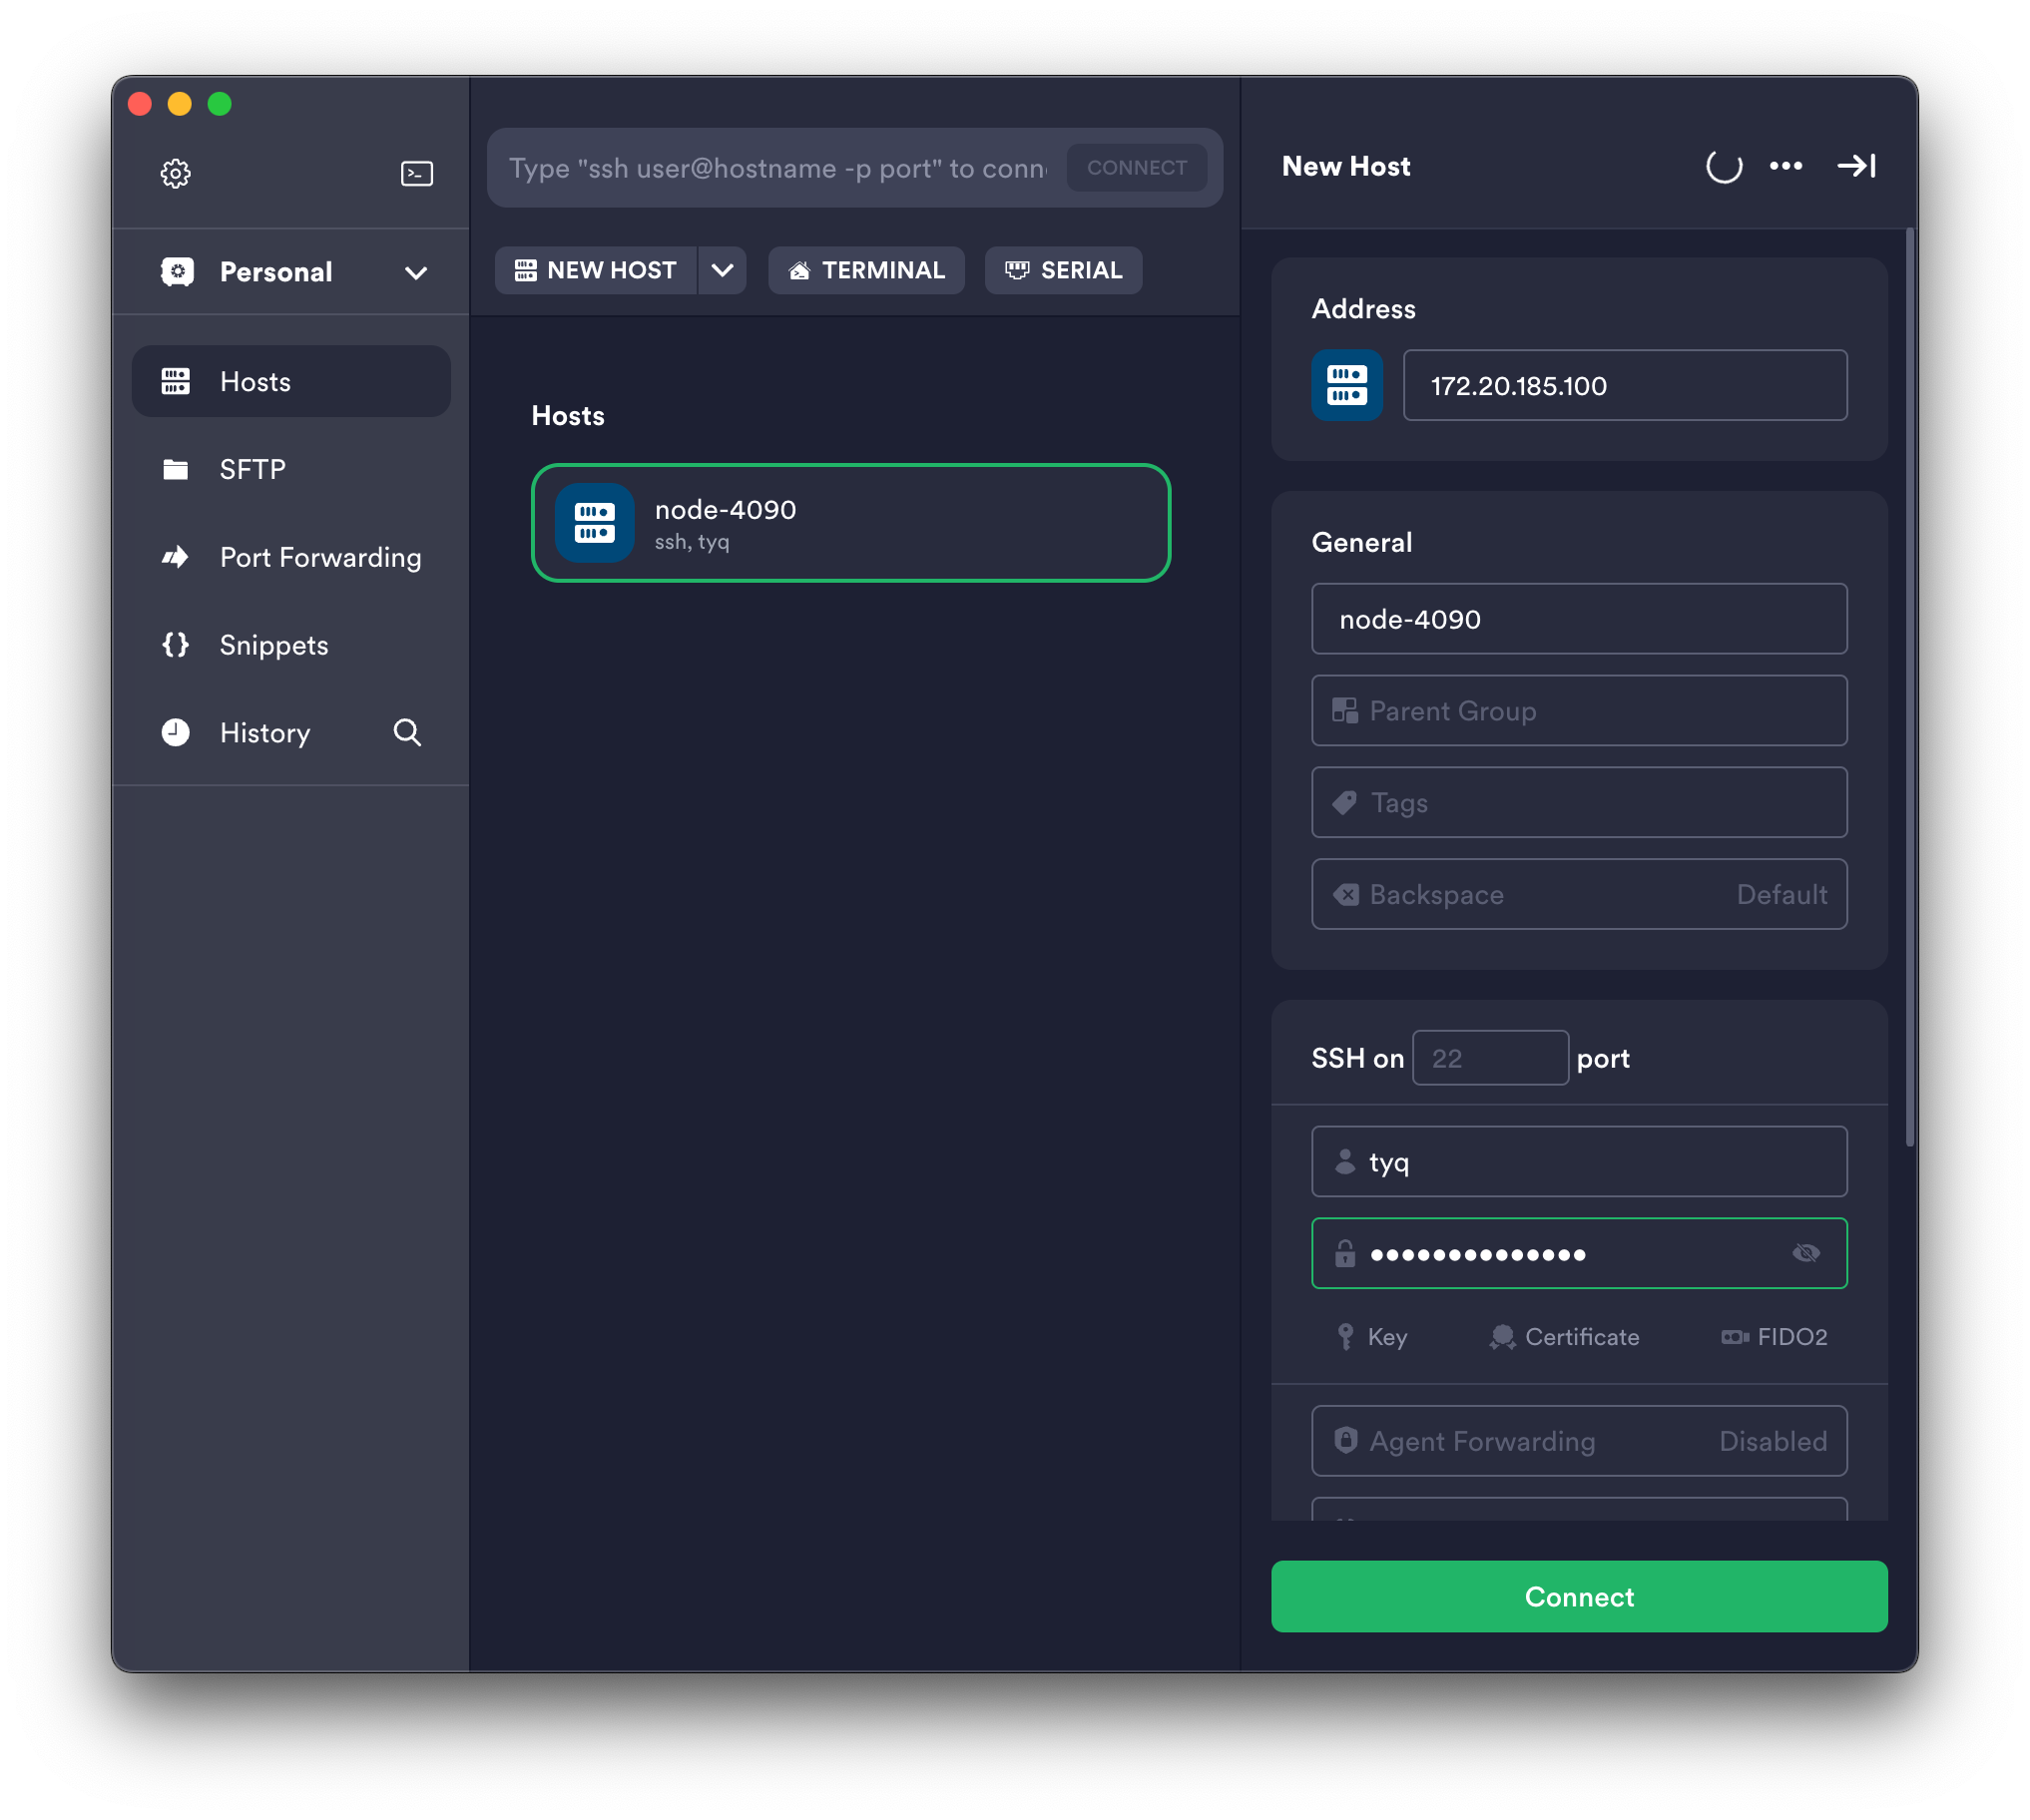 Personal
Hosts
SFTP
Port Forwarding
Snippets
History
Type "ssh user@hostname -p port" to conn
CONNECT
NEW HOST
TERMINAL
SERIAL
Hosts
node-4090
ssh, tyq
New Host
Address
172.20.185.100
General
node-4090
Parent Group
Tags
Backspace Default
SSH on 22 port
tyq
••••••••••••••
Key Certificate FIDO2
Agent Forwarding Disabled
Connect